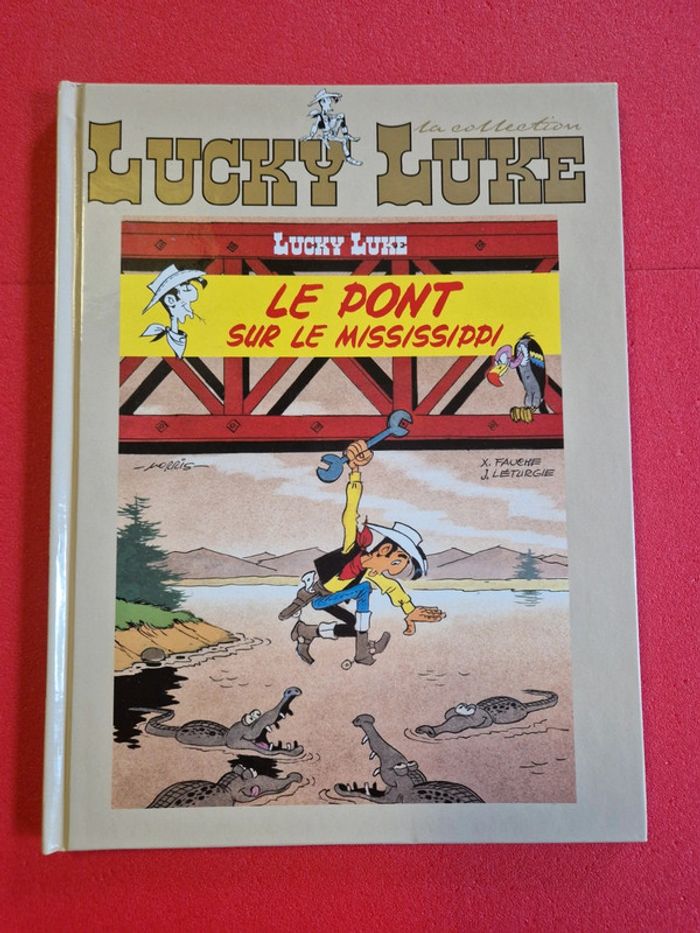 la collection
LUCKY LUKE
LUCKY LUKE
LE PONT
SUR LE MISSISSIPPI
MORRIS
X. FAUCHE
J. LÉTURGIE